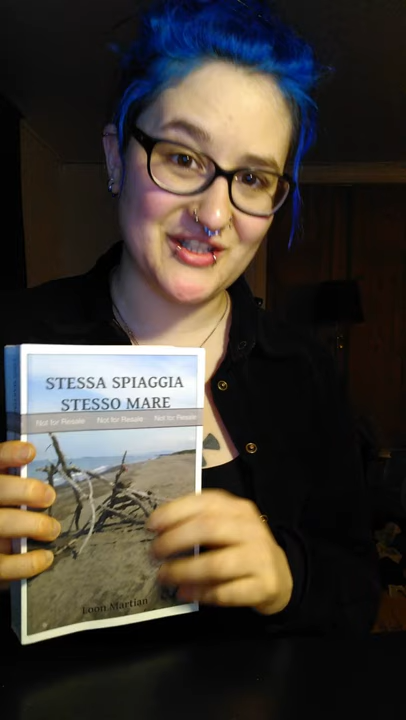 STESSA SPIAGGIA
STESSO MARE
Not for Resale Not for Resale Not for Resale
Loon Martian